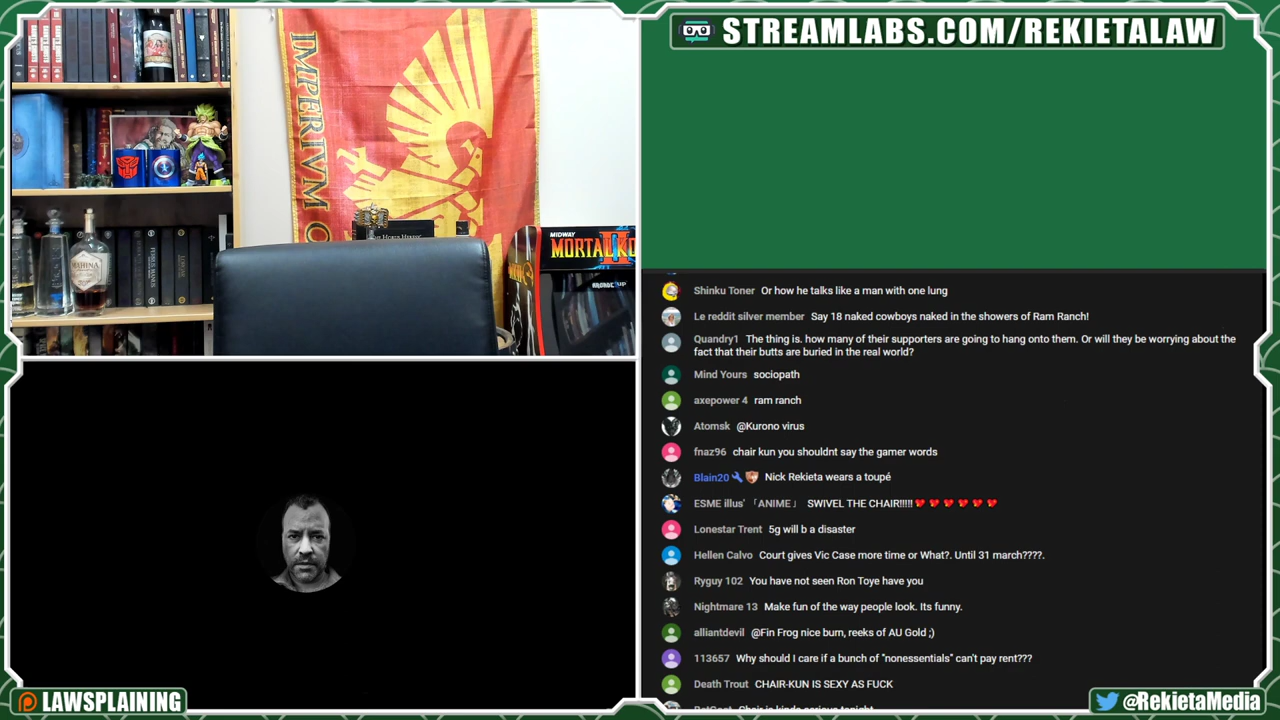 STREAMLABS.COM/REKIETALAW
IMPERIVM O
MAHINA
MIDWAY
MORTAL KO
II
ARCADE1UP
Shinku Toner Or how he talks like a man with one lung
Le reddit silver member Say 18 naked cowboys naked in the showers of Ram Ranch!
Quandry1 The thing is. how many of their supporters are going to hang onto them. Or will they be worrying about the
fact that their butts are buried in the real world?
Mind Yours sociopath
axepower 4 ram ranch
Atomsk @Kurono virus
fnaz96 chair kun you shouldnt say the gamer words
Blain20 Nick Rekieta wears a toupé
ESME illus'「ANIME」 SWIVEL THE CHAIR!!!!!
Lonestar Trent 5g will b a disaster
Hellen Calvo Court gives Vic Case more time or What?. Until 31 march????.
Ryguy 102 You have not seen Ron Toye have you
Nightmare 13 Make fun of the way people look. Its funny.
alliantdevil @Fin Frog nice burn, reeks of AU Gold ;)
113657 Why should I care if a bunch of "nonessentials" can't pay rent???
Death Trout CHAIR-KUN IS SEXY AS FUCK
LAWSPLAINING
@RekietaMedia